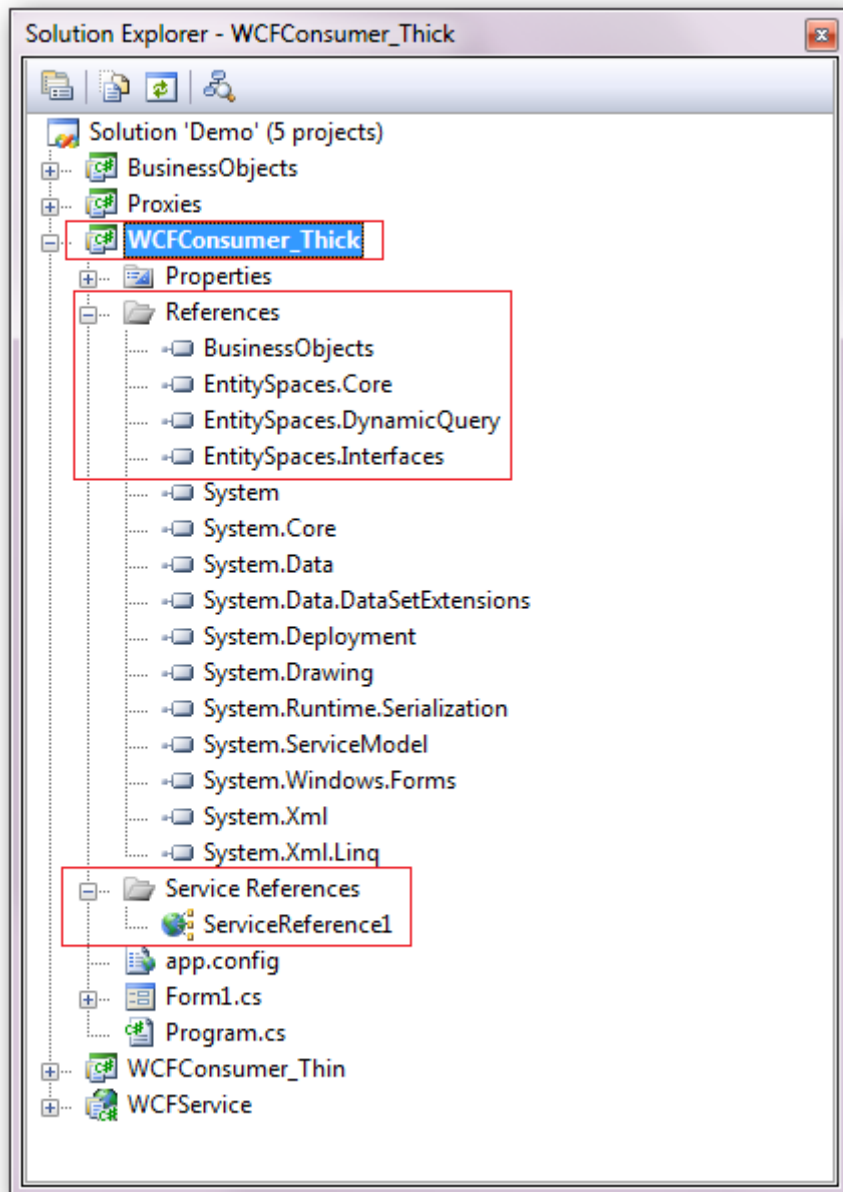 Solution Explorer - WCFConsumer_Thick
Solution 'Demo' (5 projects)
BusinessObjects
Proxies
WCFConsumer_Thick
Properties
References
BusinessObjects
EntitySpaces.Core
EntitySpaces.DynamicQuery
EntitySpaces.Interfaces
System
System.Core
System.Data
System.Data.DataSetExtensions
System.Deployment
System.Drawing
System.Runtime.Serialization
System.ServiceModel
System.Windows.Forms
System.Xml
System.Xml.Linq
Service References
ServiceReference1
app.config
Form1.cs
Program.cs
WCFConsumer_Thin
WCFService